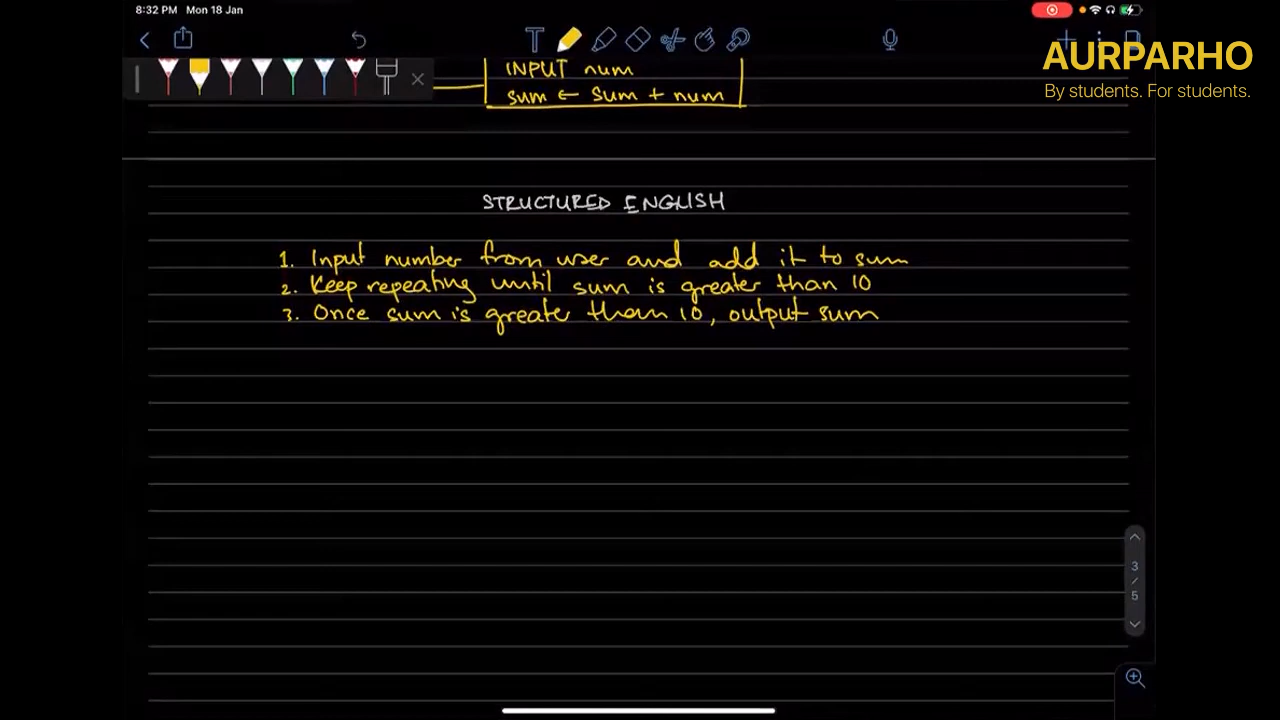 8:32 PM Mon 18 Jan
AURPARHO
By students. For students.
INPUT num
sum ← sum + num
STRUCTURED ENGLISH
1. Input number from user and add it to sum
2. Keep repeating until sum is greater than 10
3. Once sum is greater than 10, output sum
3
/
5